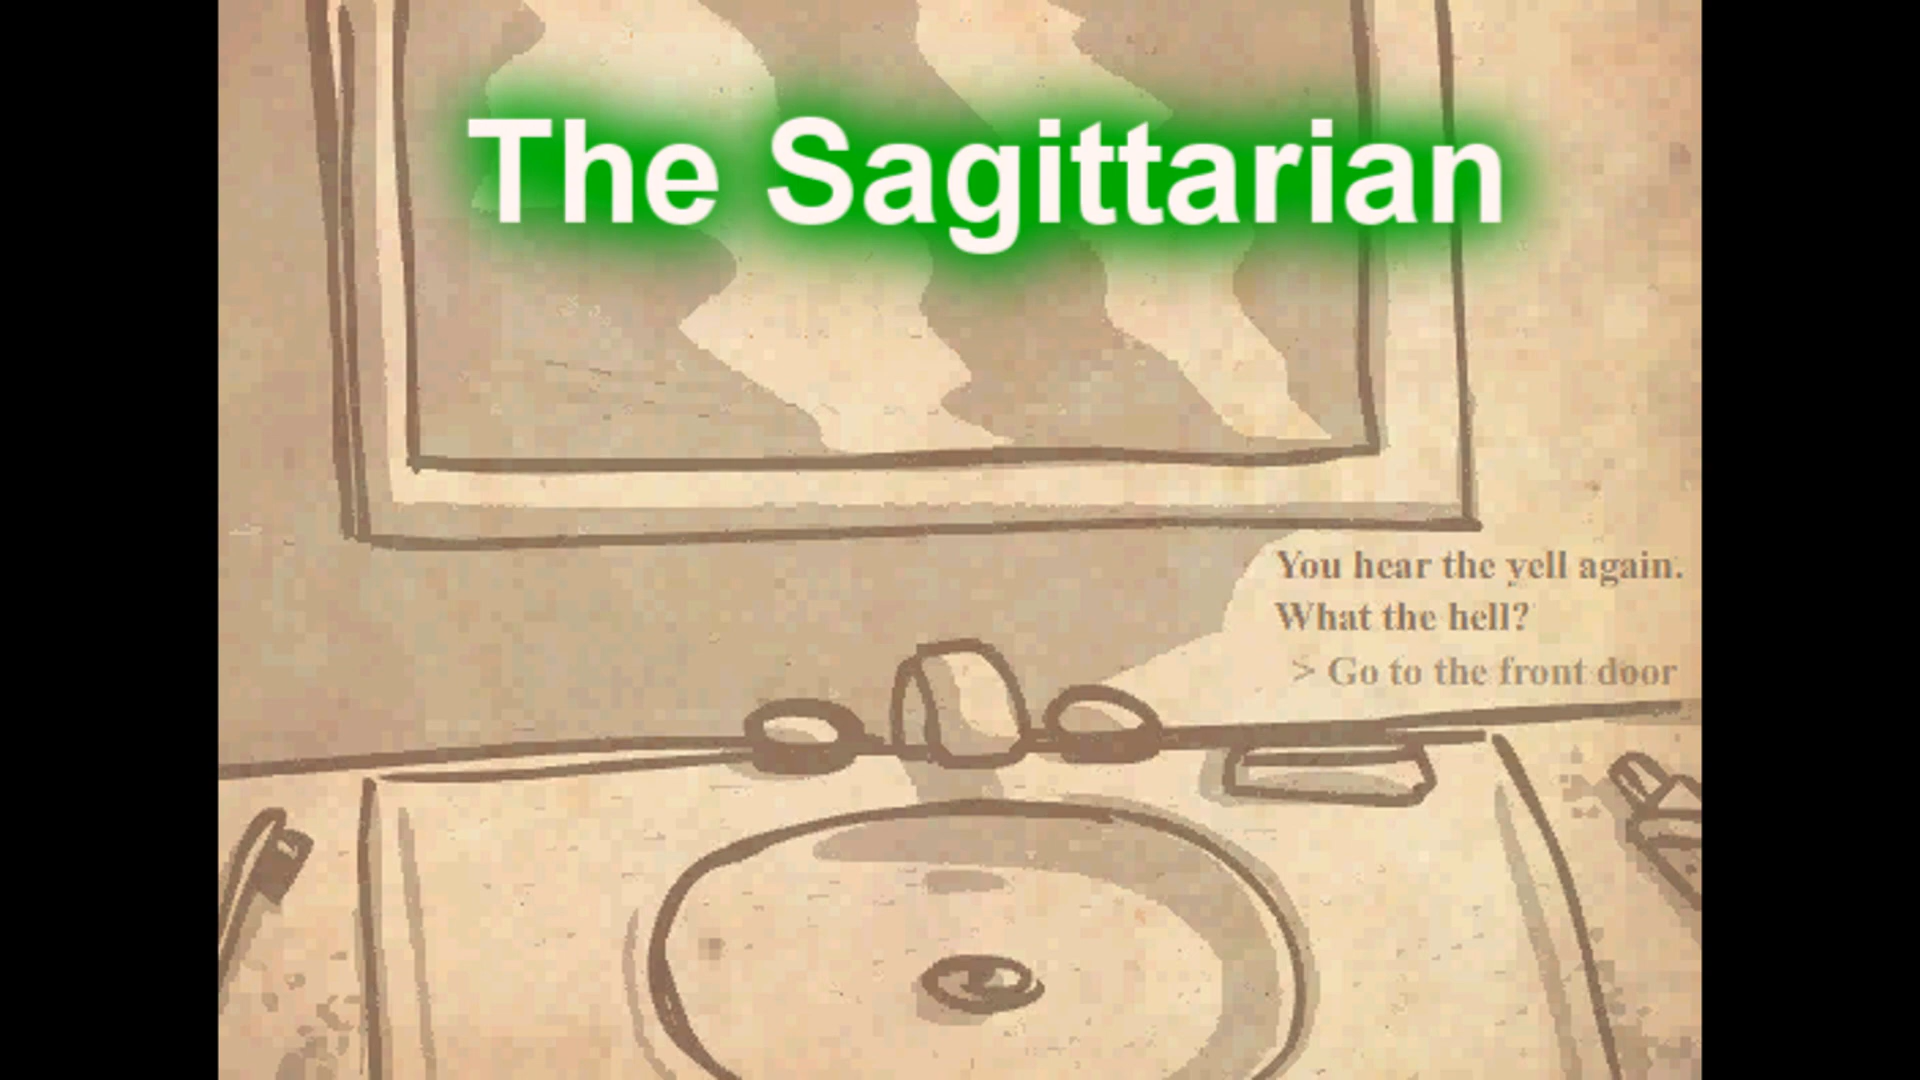 The Sagittarian
You hear the yell again.
What the hell?
> Go to the front door